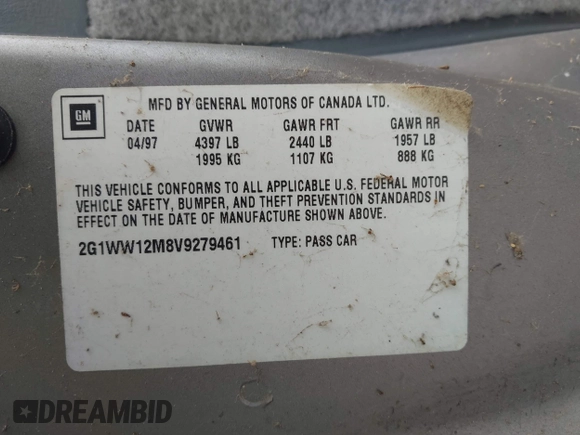 GM
MFD BY GENERAL MOTORS OF CANADA LTD.
DATE GVWR GAWR FRT GAWR RR
04/97 4397 LB 2440 LB 1957 LB
1995 KG 1107 KG 888 KG
THIS VEHICLE CONFORMS TO ALL APPLICABLE U.S. FEDERAL MOTOR
VEHICLE SAFETY, BUMPER, AND THEFT PREVENTION STANDARDS IN
EFFECT ON THE DATE OF MANUFACTURE SHOWN ABOVE.
2G1WW12M8V9279461 TYPE: PASS CAR
DREAMBID